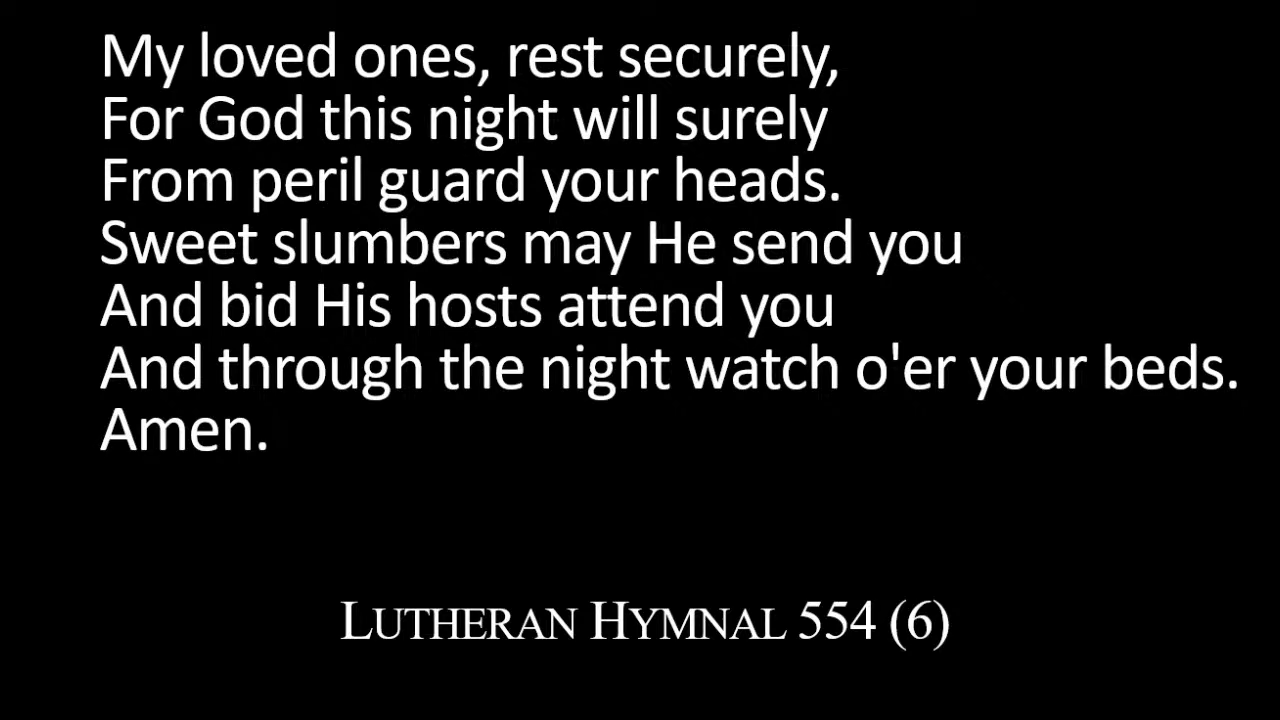 My loved ones, rest securely,
For God this night will surely
From peril guard your heads.
Sweet slumbers may He send you
And bid His hosts attend you
And through the night watch o'er your beds.
Amen.
LUTHERAN HYMNAL 554 (6)